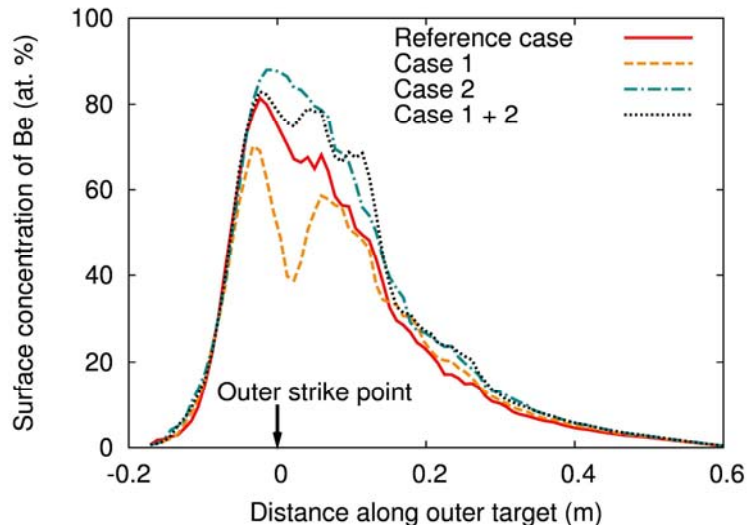 Surface concentration of Be (at. %)
100
80
60
40
20
0
Reference case
Case 1
Case 2
Case 1 + 2
Outer strike point
-0.2
0
0.2
0.4
0.6
Distance along outer target (m)